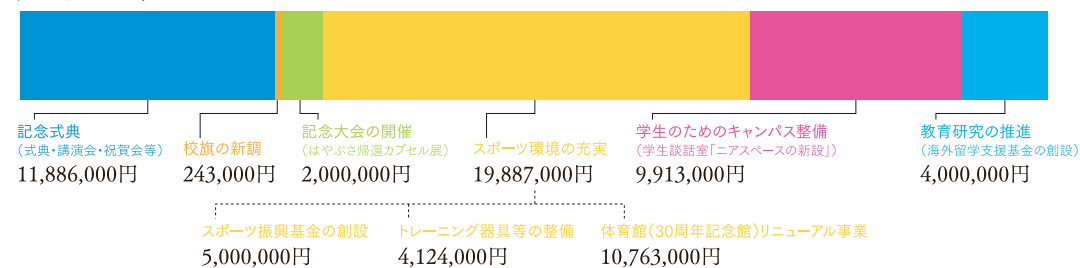 記念式典
（式典・講演会・祝賀会等）
11,886,000円
校旗の新調
243,000円
記念大会の開催
（はやぶさ帰還カプセル展）
2,000,000円
スポーツ環境の充実
19,887,000円
学生のためのキャンパス整備
（学生談話室「ニアスペースの新設」）
9,913,000円
教育研究の推進
（海外留学支援基金の創設）
4,000,000円
スポーツ振興基金の創設
5,000,000円
トレーニング器具等の整備
4,124,000円
体育館（30周年記念館）リニューアル事業
10,763,000円